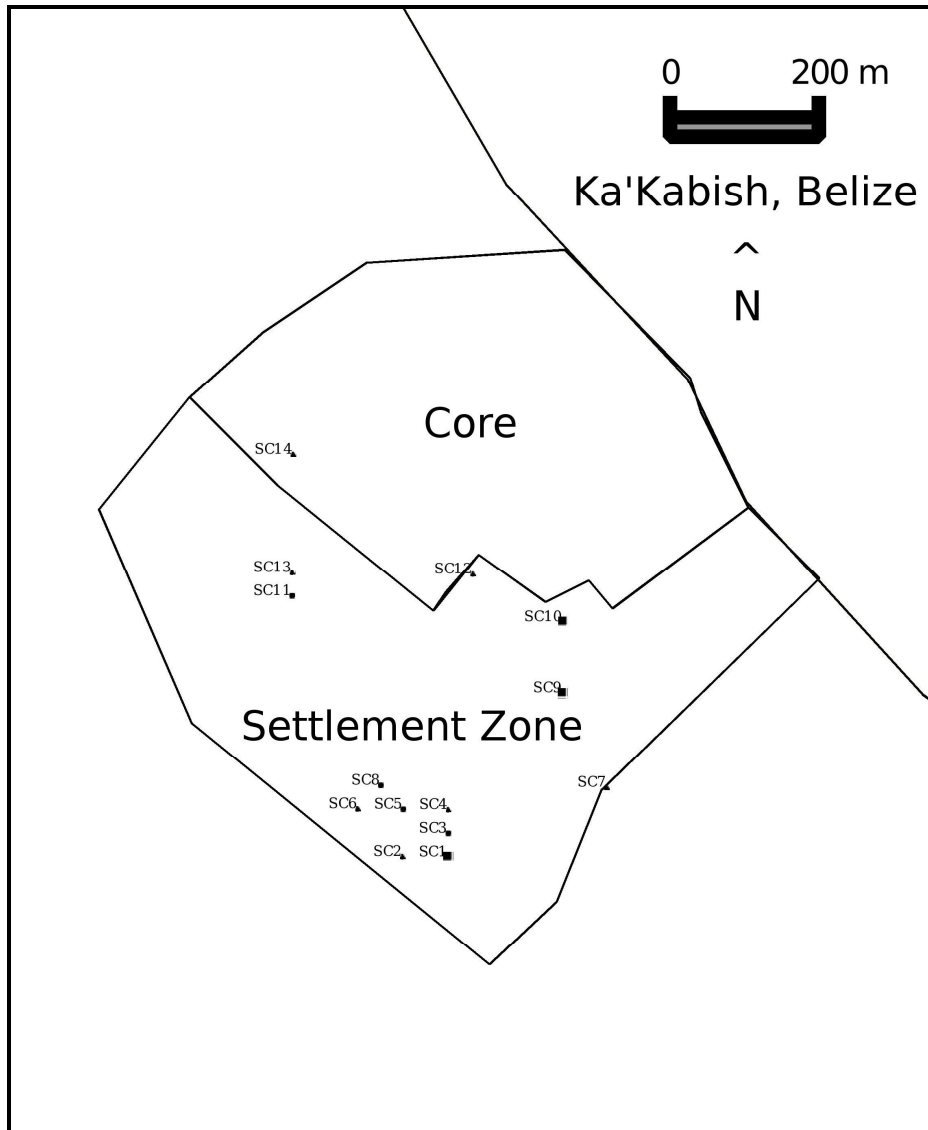 0 200 m
Ka'Kabish, Belize
^
N
Core
SC14
SC13
SC12
SC11
SC10
SC9
Settlement Zone
SC8
SC7
SC6 SC5 SC4
SC3
SC2 SC1